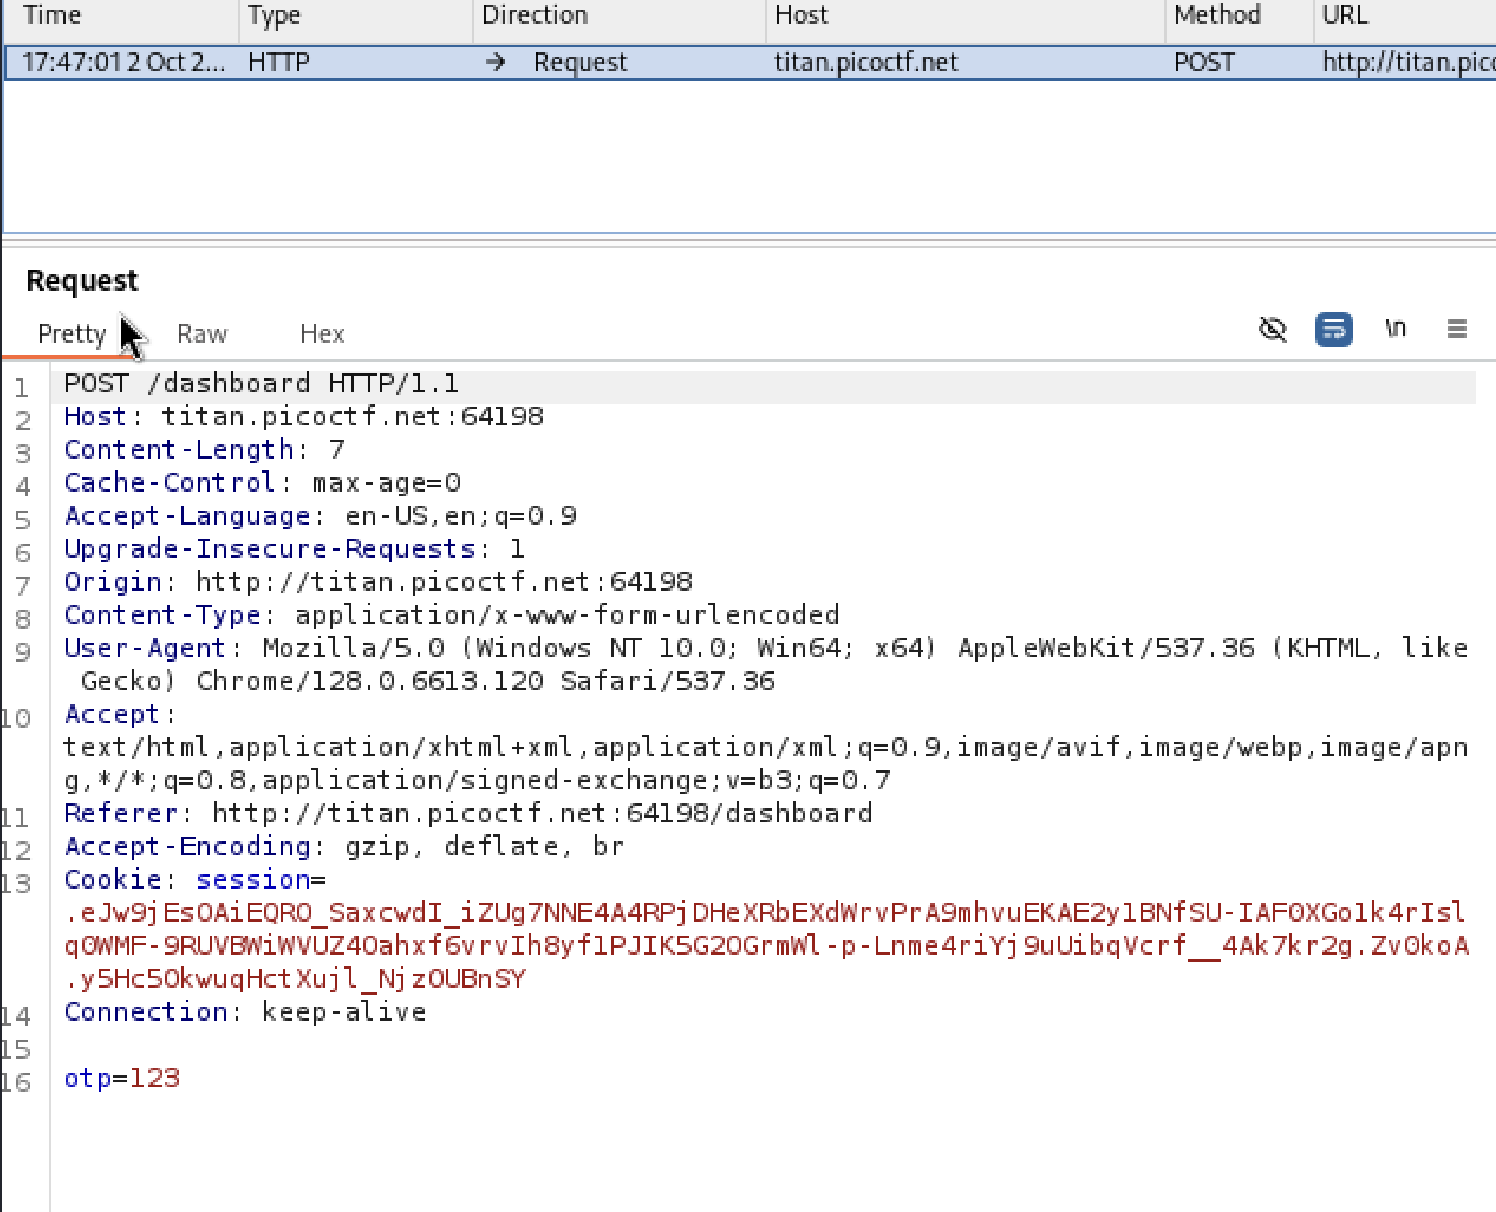 Time Type Direction Host Method URL
17:47:01 2 Oct 2... HTTP → Request titan.picoctf.net POST http://titan.pico
Request
Pretty Raw Hex \n
1 POST /dashboard HTTP/1.1
2 Host: titan.picoctf.net:64198
3 Content-Length: 7
4 Cache-Control: max-age=0
5 Accept-Language: en-US,en;q=0.9
6 Upgrade-Insecure-Requests: 1
7 Origin: http://titan.picoctf.net:64198
8 Content-Type: application/x-www-form-urlencoded
9 User-Agent: Mozilla/5.0 (Windows NT 10.0; Win64; x64) AppleWebKit/537.36 (KHTML, like
Gecko) Chrome/128.0.6613.120 Safari/537.36
10 Accept:
text/html,application/xhtml+xml,application/xml;q=0.9,image/avif,image/webp,image/apn
g,*/*;q=0.8,application/signed-exchange;v=b3;q=0.7
11 Referer: http://titan.picoctf.net:64198/dashboard
12 Accept-Encoding: gzip, deflate, br
13 Cookie: session=
.eJw9jEsOAiEQRO_SaxcwdI_iZUg7NNE4A4RPjDHeXRbEXdWrvPrA9mhvuEKAE2y1BNfSU-IAF0XGo1k4rIsl
q0WMF-9RUVBWiWVUZ4Oahxf6vrvIh8yf1PJIK5G2OGrmWl-p-Lnme4riYj9uUibqVcrf__4Ak7kr2g.Zv0koA
.y5Hc5OkwuqHctXujl_NjzOUBnSY
14 Connection: keep-alive
15
16 otp=123